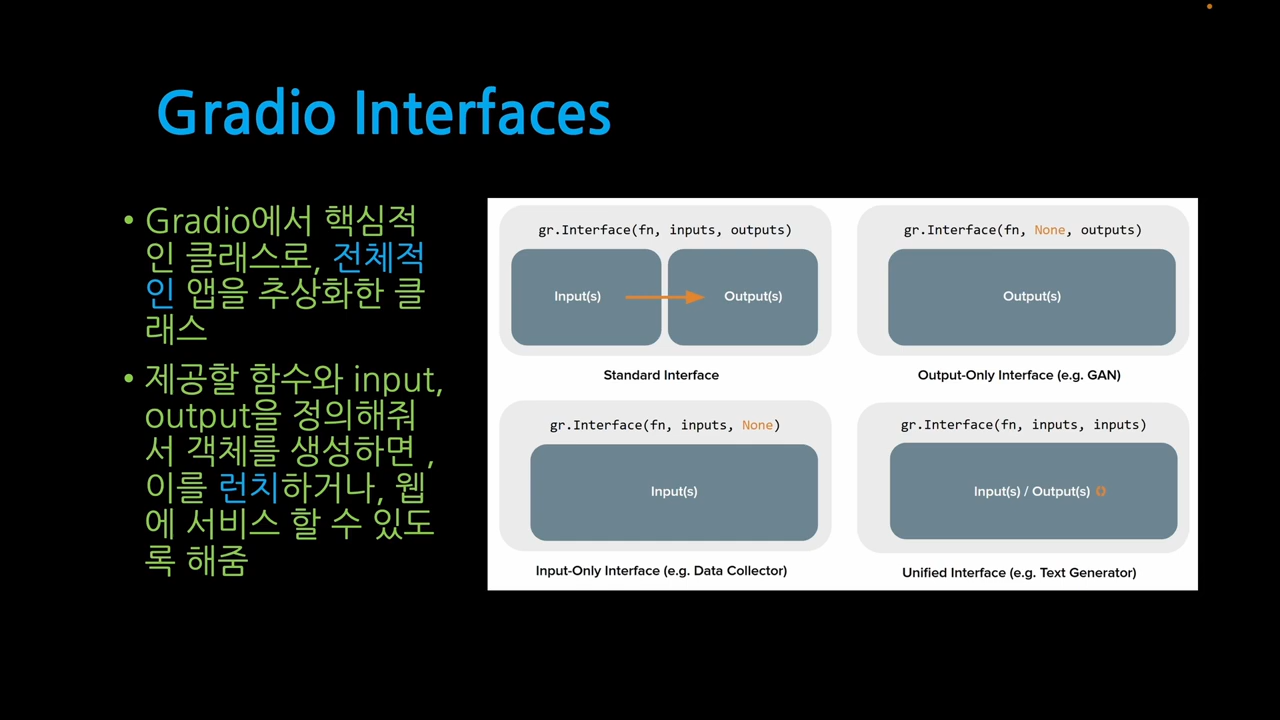 Gradio Interfaces
• Gradio에서 핵심적
인 클래스로, 전체적
인 앱을 추상화한 클
래스
• 제공할 함수와 input,
output을 정의해줘
서 객체를 생성하면 ,
이를 런치하거나, 웹
에 서비스 할 수 있도
록 해줌
gr.Interface(fn, inputs, outputs)
Input(s)
Output(s)
Standard Interface
gr.Interface(fn, None, outputs)
Output(s)
Output-Only Interface (e.g. GAN)
gr.Interface(fn, inputs, None)
Input(s)
Input-Only Interface (e.g. Data Collector)
gr.Interface(fn, inputs, inputs)
Input(s) / Output(s)
Unified Interface (e.g. Text Generator)